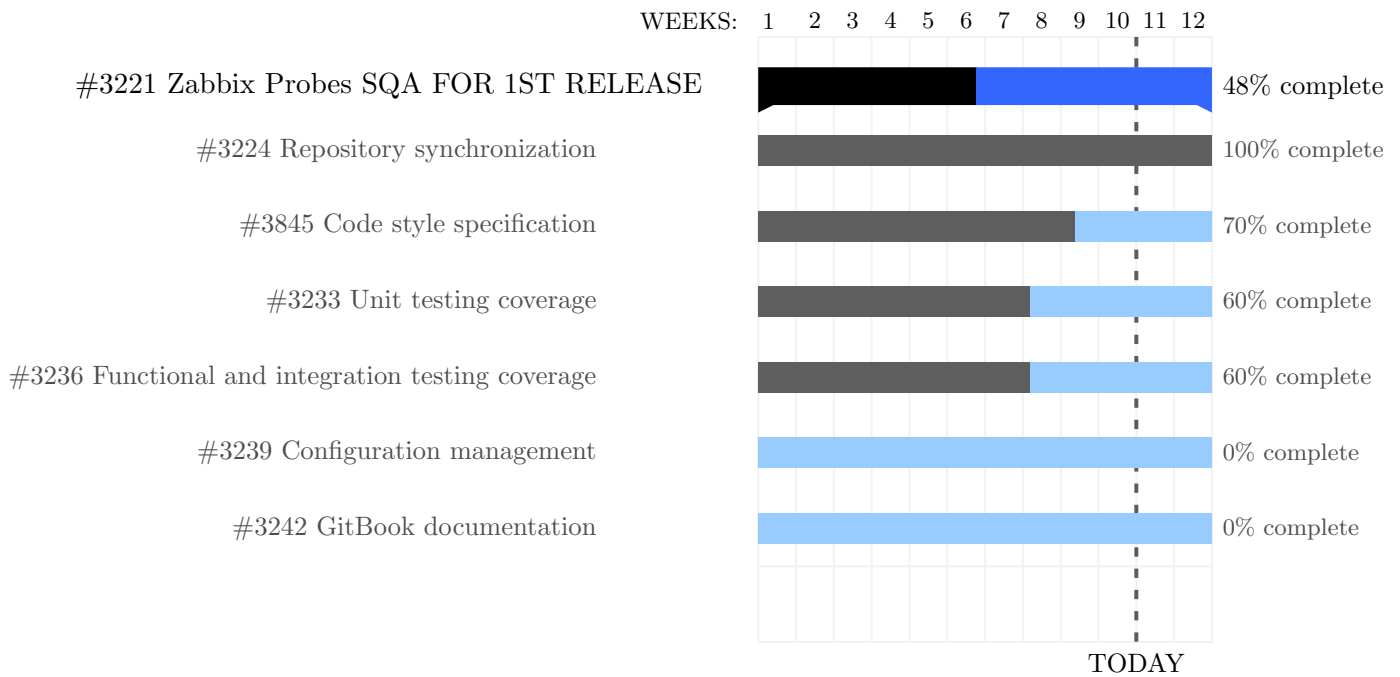 WEEKS: 1 2 3 4 5 6 7 8 9 10 11 12
#3221 Zabbix Probes SQA FOR 1ST RELEASE 48% complete
#3224 Repository synchronization 100% complete
#3845 Code style specification 70% complete
#3233 Unit testing coverage 60% complete
#3236 Functional and integration testing coverage 60% complete
#3239 Configuration management 0% complete
#3242 GitBook documentation 0% complete
TODAY